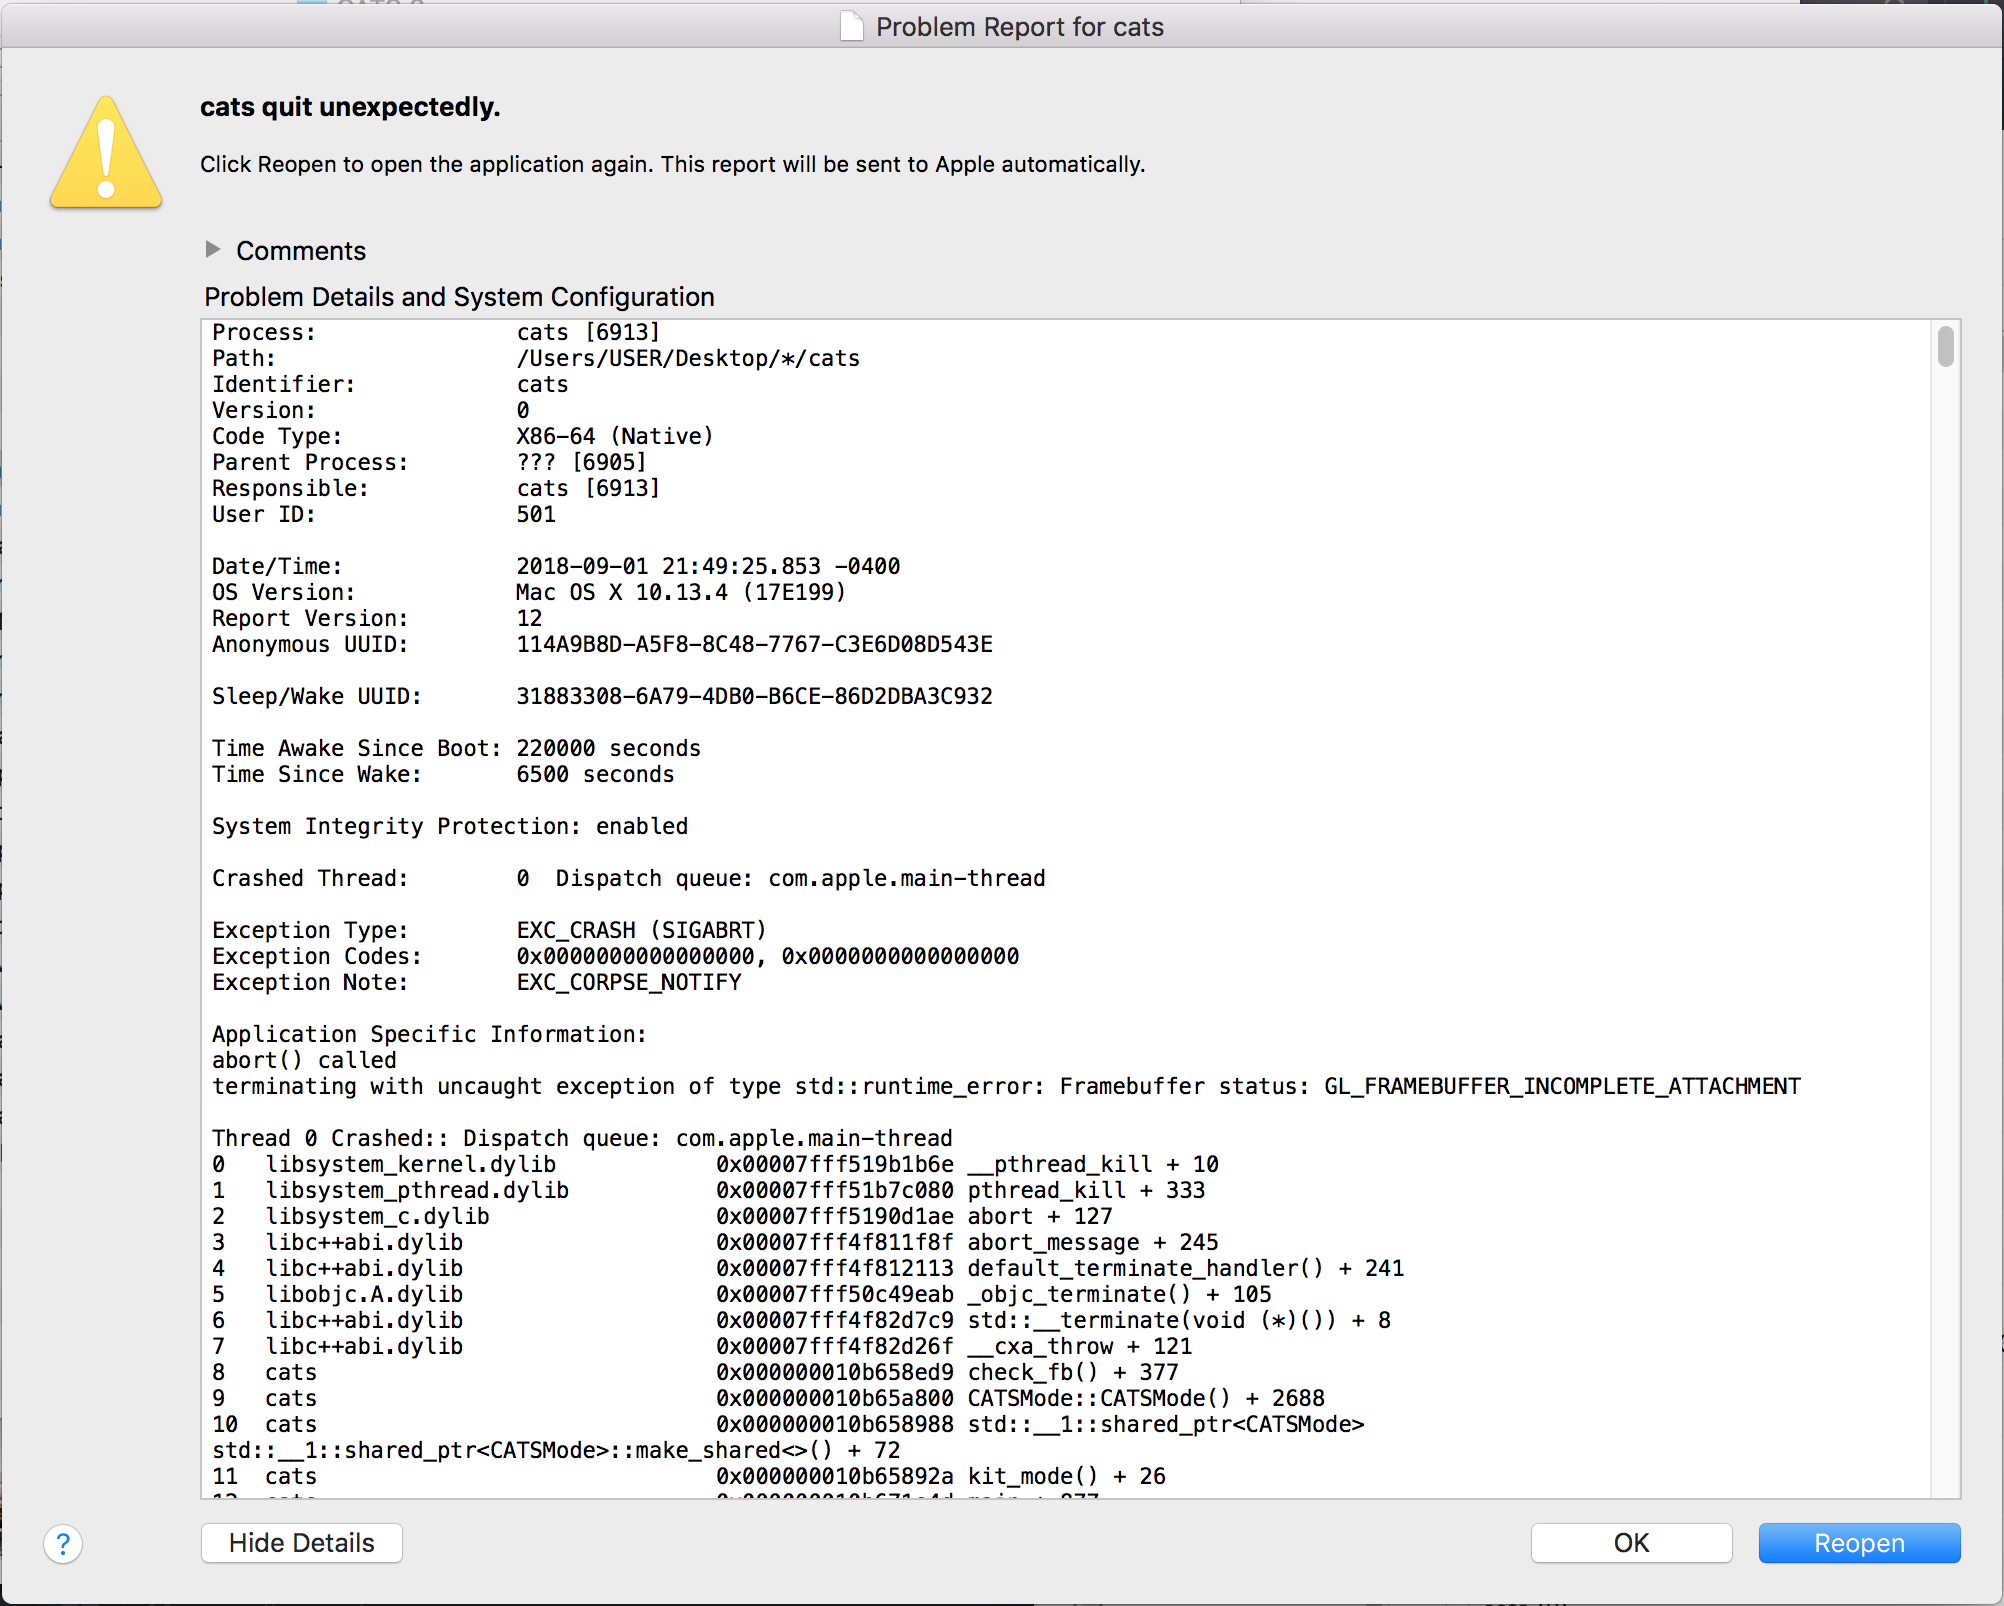 Problem Report for cats
cats quit unexpectedly.
Click Reopen to open the application again. This report will be sent to Apple automatically.
Comments
Problem Details and System Configuration
Process: cats [6913]
Path: /Users/USER/Desktop/*/cats
Identifier: cats
Version: 0
Code Type: X86-64 (Native)
Parent Process: ??? [6905]
Responsible: cats [6913]
User ID: 501
Date/Time: 2018-09-01 21:49:25.853 -0400
OS Version: Mac OS X 10.13.4 (17E199)
Report Version: 12
Anonymous UUID: 114A9B8D-A5F8-8C48-7767-C3E6D08D543E
Sleep/Wake UUID: 31883308-6A79-4DB0-B6CE-86D2DBA3C932
Time Awake Since Boot: 220000 seconds
Time Since Wake: 6500 seconds
System Integrity Protection: enabled
Crashed Thread: 0 Dispatch queue: com.apple.main-thread
Exception Type: EXC_CRASH (SIGABRT)
Exception Codes: 0x0000000000000000, 0x0000000000000000
Exception Note: EXC_CORPSE_NOTIFY
Application Specific Information:
abort() called
terminating with uncaught exception of type std::runtime_error: Framebuffer status: GL_FRAMEBUFFER_INCOMPLETE_ATTACHMENT
Thread 0 Crashed:: Dispatch queue: com.apple.main-thread
0 libsystem_kernel.dylib 0x00007fff519b1b6e __pthread_kill + 10
1 libsystem_pthread.dylib 0x00007fff51b7c080 pthread_kill + 333
2 libsystem_c.dylib 0x00007fff5190d1ae abort + 127
3 libc++abi.dylib 0x00007fff4f811f8f abort_message + 245
4 libc++abi.dylib 0x00007fff4f812113 default_terminate_handler() + 241
5 libobjc.A.dylib 0x00007fff50c49eab _objc_terminate() + 105
6 libc++abi.dylib 0x00007fff4f82d7c9 std::__terminate(void (*)()) + 8
7 libc++abi.dylib 0x00007fff4f82d26f __cxa_throw + 121
8 cats 0x000000010b658ed9 check_fb() + 377
9 cats 0x000000010b65a800 CATSMode::CATSMode() + 2688
10 cats 0x000000010b658988 std::__1::shared_ptr<CATSMode>
std::__1::shared_ptr<CATSMode>::make_shared<>() + 72
11 cats 0x000000010b65892a kit_mode() + 26
?
Hide Details
OK
Reopen